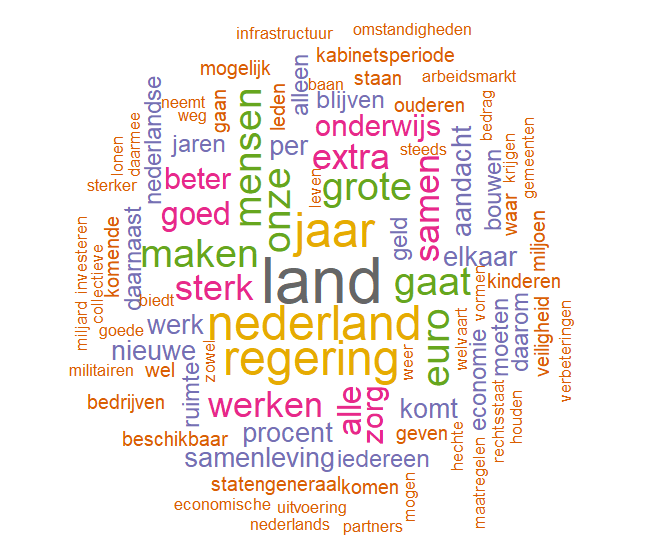 omstandigheden
infrastructuur
kabinetsperiode
mogelijk
staan
arbeidsmarkt
baan
alleen
blijven
ouderen
bedrag
neemt
weg
gaan
leden
nederlandse
mensen
onderwijs
jaren
per
extra
steeds
aandacht
krijgen
gemeenten
lonen
daarmee
sterker
beter
leven
grote
samen
bouwen
waar
goed
onze
jaar
geld
miljoen
komende
daarnaast
maken
land
elkaar
gaat
kinderen
investeren
miljard
collectieve
biedt
sterk
vormen
daarom
veiligheid
verbeteringen
goede
werk
nederland
euro
welvaart
economie
moeten
nieuwe
zowel
regering
weer
militairen
wel
ruimte
rechtsstaat
houden
bedrijven
werken
alle
zorg
komt
beschikbaar
procent
geven
hechte
maatregelen
samenleving
iedereen
statengeneraal
komen
mogen
economische
uitvoering
nederlands
partners